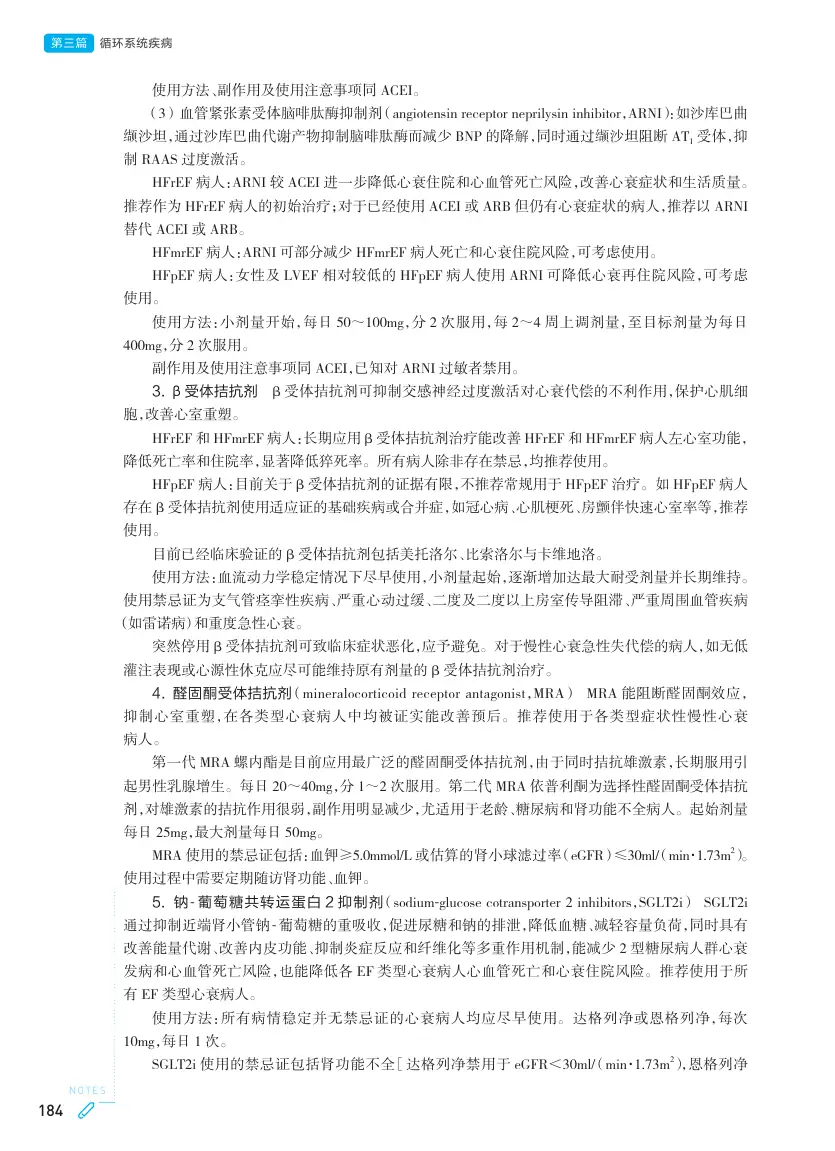 第三篇 循环系统疾病
使用方法、副作用及使用注意事项同 ACEI。
（3）血管紧张素受体脑啡肽酶抑制剂（angiotensin receptor neprilysin inhibitor，ARNI）：如沙库巴曲
缬沙坦，通过沙库巴曲代谢产物抑制脑啡肽酶而减少 BNP 的降解，同时通过缬沙坦阻断 AT₁ 受体，抑
制 RAAS 过度激活。
HFrEF 病人：ARNI 较 ACEI 进一步降低心衰住院和心血管死亡风险，改善心衰症状和生活质量。
推荐作为 HFrEF 病人的初始治疗；对于已经使用 ACEI 或 ARB 但仍有心衰症状的病人，推荐以 ARNI
替代 ACEI 或 ARB。
HFmrEF 病人：ARNI 可部分减少 HFmrEF 病人死亡和心衰住院风险，可考虑使用。
HFpEF 病人：女性及 LVEF 相对较低的 HFpEF 病人使用 ARNI 可降低心衰再住院风险，可考虑
使用。
使用方法：小剂量开始，每日 50～100mg，分 2 次服用，每 2～4 周上调剂量，至目标剂量为每日
400mg，分 2 次服用。
副作用及使用注意事项同 ACEI，已知对 ARNI 过敏者禁用。
3. β 受体拮抗剂 β 受体拮抗剂可抑制交感神经过度激活对心衰代偿的不利作用，保护心肌细
胞，改善心室重塑。
HFrEF 和 HFmrEF 病人：长期应用 β 受体拮抗剂治疗能改善 HFrEF 和 HFmrEF 病人左心室功能，
降低死亡率和住院率，显著降低猝死率。所有病人除非存在禁忌，均推荐使用。
HFpEF 病人：目前关于 β 受体拮抗剂的证据有限，不推荐常规用于 HFpEF 治疗。如 HFpEF 病人
存在 β 受体拮抗剂使用适应证的基础疾病或合并症，如冠心病、心肌梗死、房颤伴快速心室率等，推荐
使用。
目前已经临床验证的 β 受体拮抗剂包括美托洛尔、比索洛尔与卡维地洛。
使用方法：血流动力学稳定情况下尽早使用，小剂量起始，逐渐增加达最大耐受剂量并长期维持。
使用禁忌证为支气管痉挛性疾病、严重心动过缓、二度及二度以上房室传导阻滞、严重周围血管疾病
（如雷诺病）和重度急性心衰。
突然停用 β 受体拮抗剂可致临床症状恶化，应予避免。对于慢性心衰急性失代偿的病人，如无低
灌注表现或心源性休克应尽可能维持原有剂量的 β 受体拮抗剂治疗。
4. 醛固酮受体拮抗剂（mineralocorticoid receptor antagonist，MRA） MRA 能阻断醛固酮效应，
抑制心室重塑，在各类型心衰病人中均被证实能改善预后。推荐使用于各类型症状性慢性心衰
病人。
第一代 MRA 螺内酯是目前应用最广泛的醛固酮受体拮抗剂，由于同时拮抗雄激素，长期服用引
起男性乳腺增生。每日 20～40mg，分 1～2 次服用。第二代 MRA 依普利酮为选择性醛固酮受体拮抗
剂，对雄激素的拮抗作用很弱，副作用明显减少，尤适用于老龄、糖尿病和肾功能不全病人。起始剂量
每日 25mg，最大剂量每日 50mg。
MRA 使用的禁忌证包括：血钾≥5.0mmol/L 或估算的肾小球滤过率（eGFR）≤30ml/（min·1.73m²）。
使用过程中需要定期随访肾功能、血钾。
5. 钠-葡萄糖共转运蛋白 2 抑制剂（sodium-glucose cotransporter 2 inhibitors，SGLT2i） SGLT2i
通过抑制近端肾小管钠-葡萄糖的重吸收，促进尿糖和钠的排泄，降低血糖、减轻容量负荷，同时具有
改善能量代谢、改善内皮功能、抑制炎症反应和纤维化等多重作用机制，能减少 2 型糖尿病人群心衰
发病和心血管死亡风险，也能降低各 EF 类型心衰病人心血管死亡和心衰住院风险。推荐使用于所
有 EF 类型心衰病人。
使用方法：所有病情稳定并无禁忌证的心衰病人均应尽早使用。达格列净或恩格列净，每次
10mg，每日 1 次。
SGLT2i 使用的禁忌证包括肾功能不全［达格列净禁用于 eGFR＜30ml/（min·1.73m²），恩格列净
NOTES
184